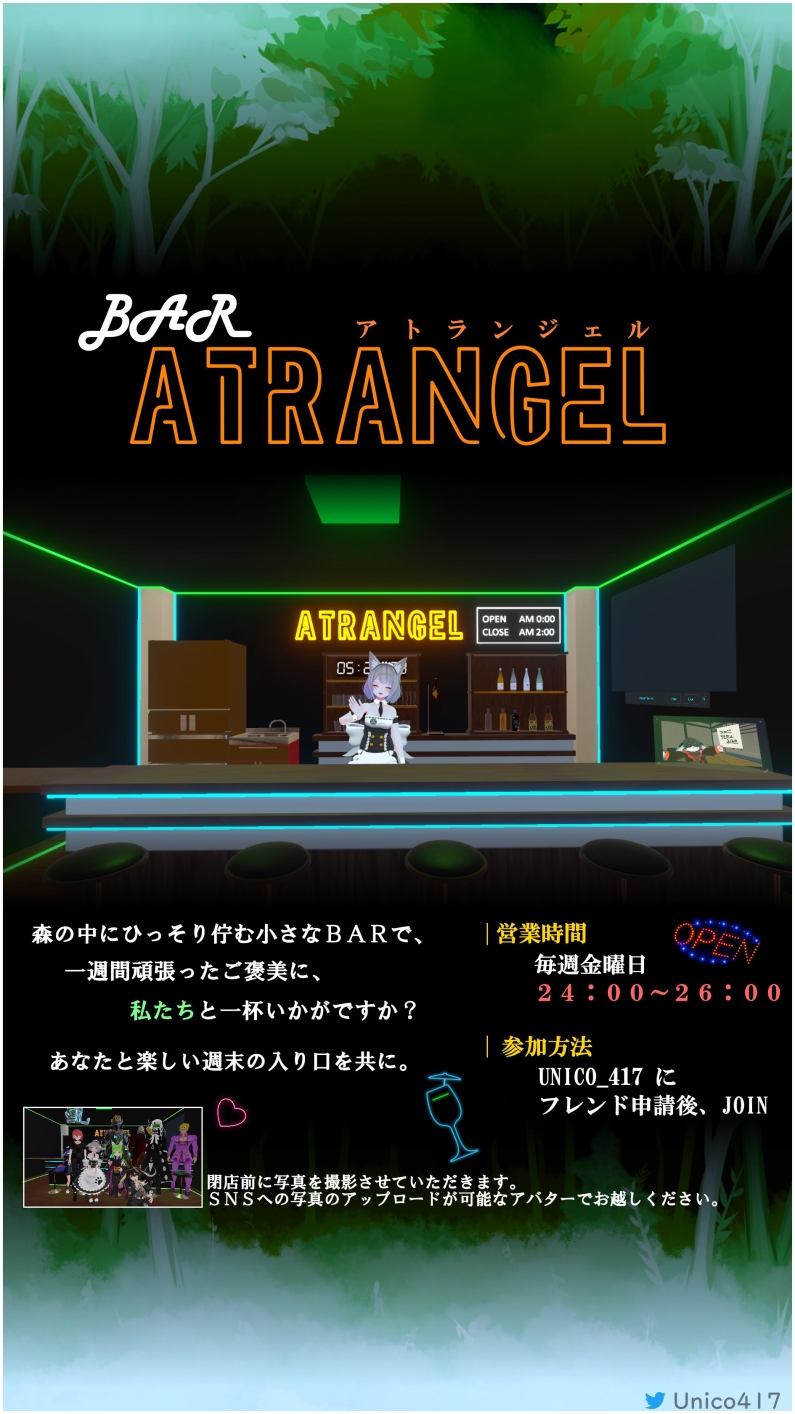 BAR
アトランジェル
ATRANGEL
ATRANGEL
OPEN AM 0:00
CLOSE AM 2:00
森の中にひっそり佇む小さなＢＡＲで、
一週間頑張ったご褒美に、
私たちと一杯いかがですか？
あなたと楽しい週末の入り口を共に。
｜営業時間
OPEN
毎週金曜日
２４：００～２６：００
｜参加方法
UNICO_417 に
フレンド申請後、JOIN
閉店前に写真を撮影させていただきます。
ＳＮＳへの写真のアップロードが可能なアバターでお越しください。
Unico417